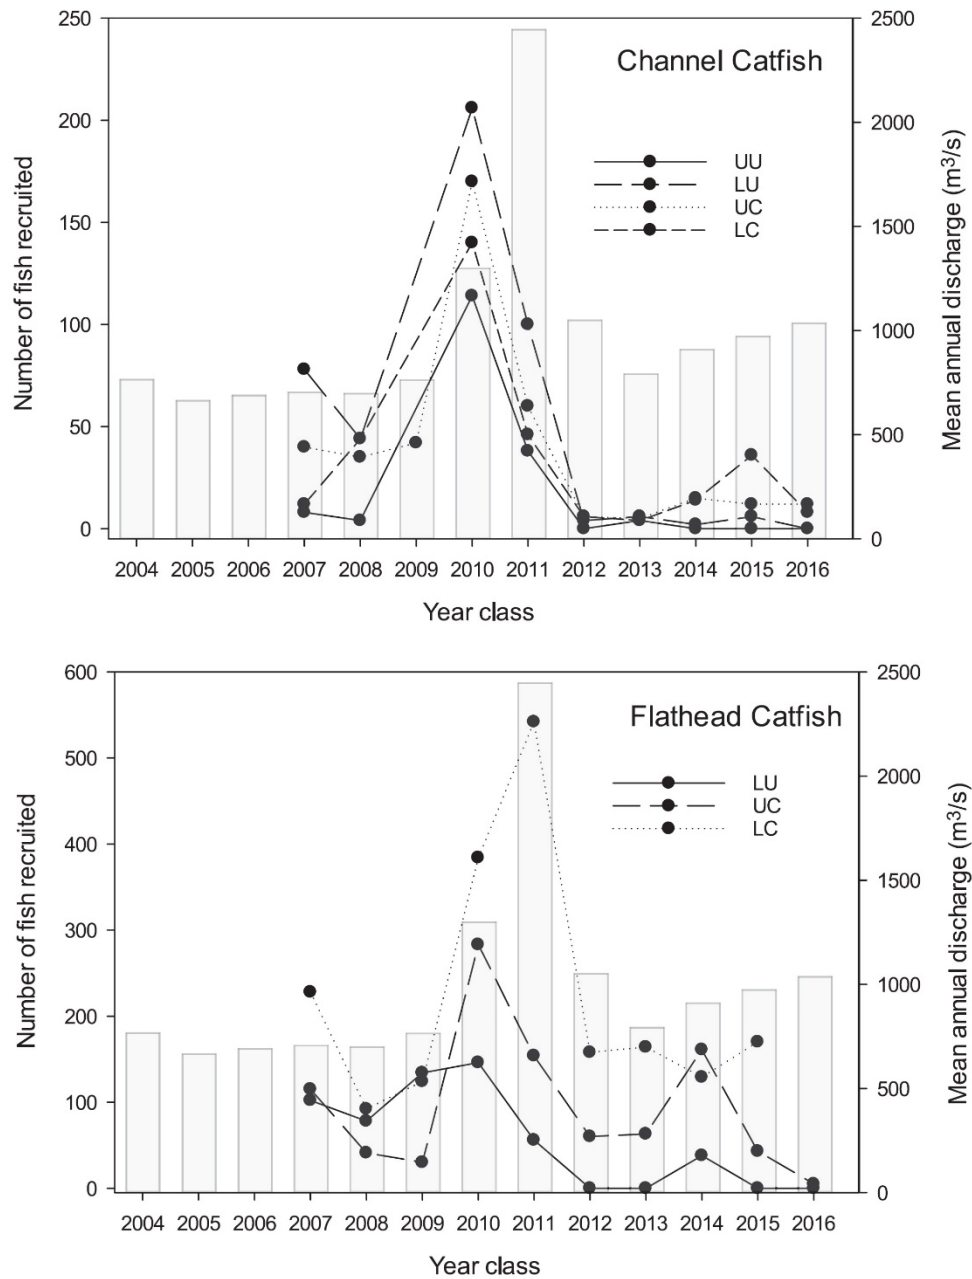 Channel Catfish
Number of fish recruited
250
200
150
100
50
0
2500
2000
1500
1000
500
0
Mean annual discharge (m³/s)
UU
LU
UC
LC
2004 2005 2006 2007 2008 2009 2010 2011 2012 2013 2014 2015 2016
Year class
Flathead Catfish
Number of fish recruited
600
500
400
300
200
100
0
2500
2000
1500
1000
500
0
Mean annual discharge (m³/s)
LU
UC
LC
2004 2005 2006 2007 2008 2009 2010 2011 2012 2013 2014 2015 2016
Year class